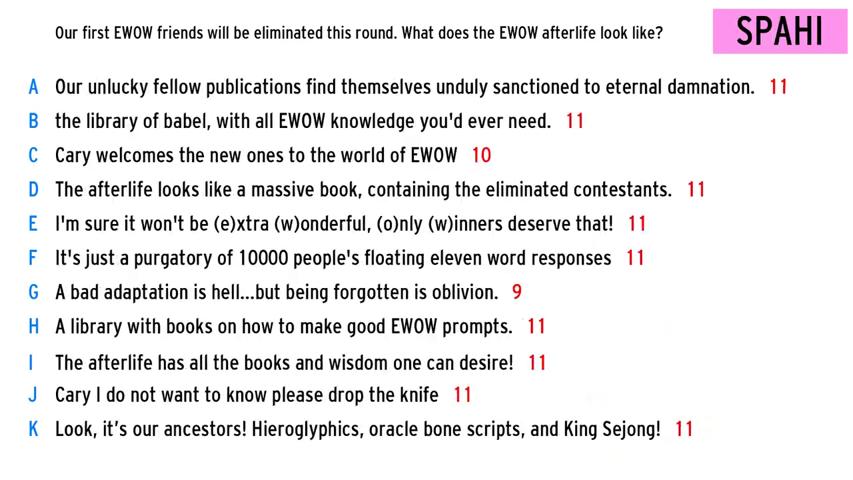 Our first EWOW friends will be eliminated this round. What does the EWOW afterlife look like?
SPAHI
A Our unlucky fellow publications find themselves unduly sanctioned to eternal damnation. 11
B the library of babel, with all EWOW knowledge you'd ever need. 11
C Cary welcomes the new ones to the world of EWOW 10
D The afterlife looks like a massive book, containing the eliminated contestants. 11
E I'm sure it won't be (e)xtra (w)onderful, (o)nly (w)inners deserve that! 11
F It's just a purgatory of 10000 people's floating eleven word responses 11
G A bad adaptation is hell...but being forgotten is oblivion. 9
H A library with books on how to make good EWOW prompts. 11
I The afterlife has all the books and wisdom one can desire! 11
J Cary I do not want to know please drop the knife 11
K Look, it’s our ancestors! Hieroglyphics, oracle bone scripts, and King Sejong! 11